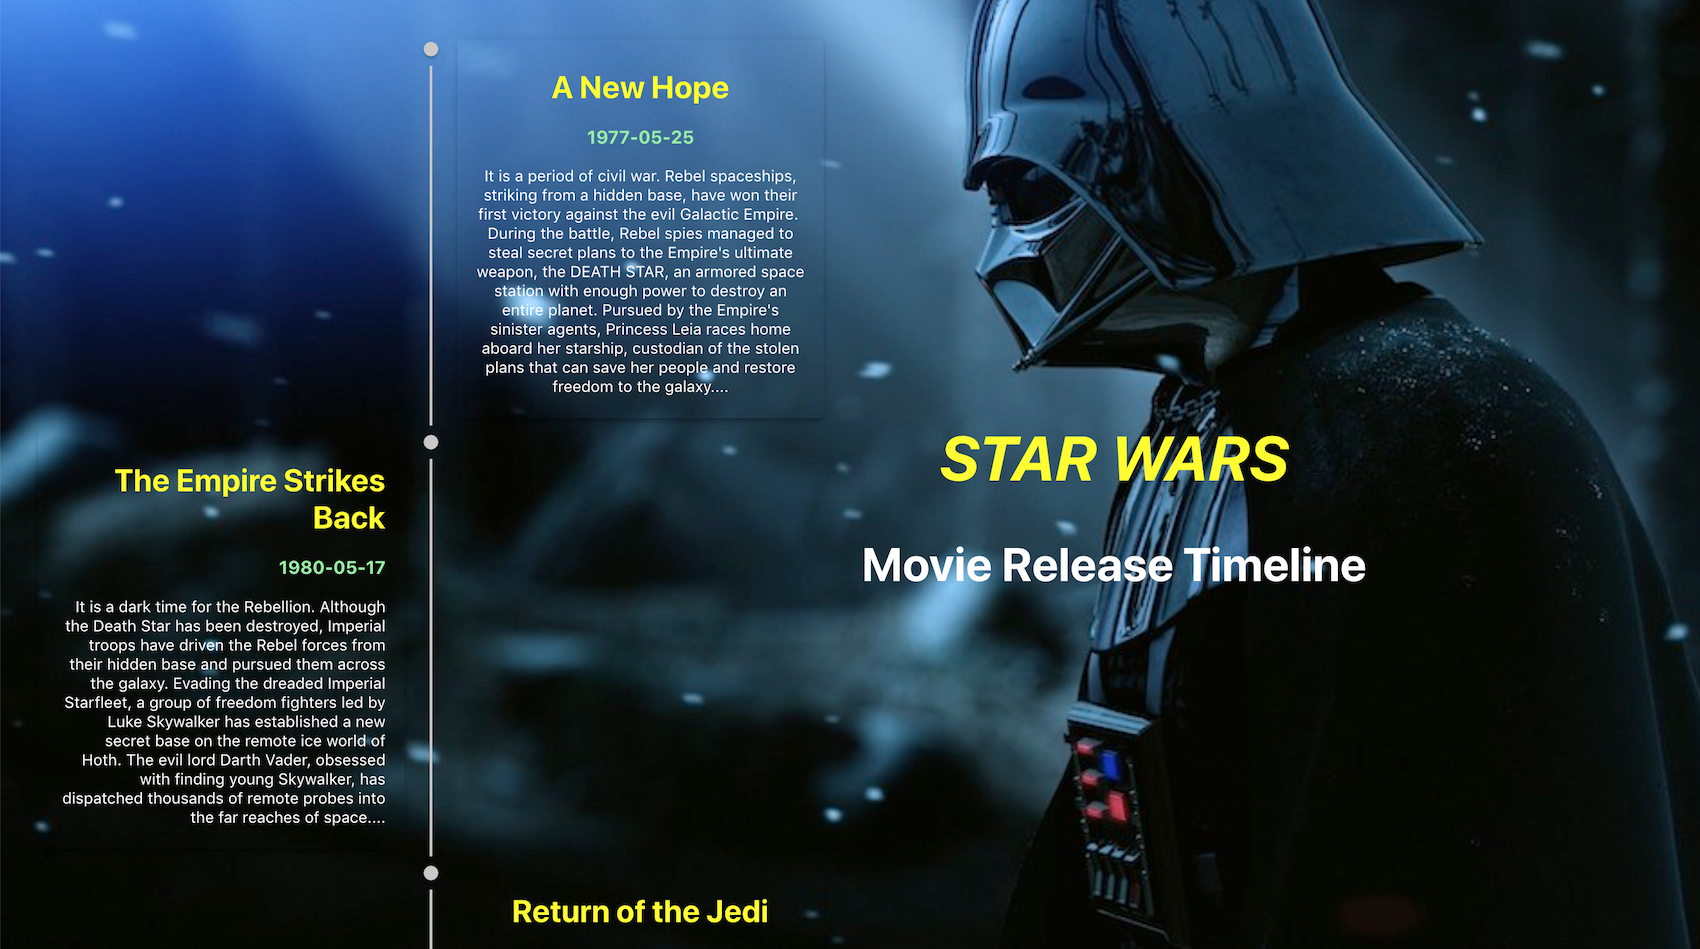 A New Hope
1977-05-25
It is a period of civil war. Rebel spaceships,
striking from a hidden base, have won their
first victory against the evil Galactic Empire.
During the battle, Rebel spies managed to
steal secret plans to the Empire's ultimate
weapon, the DEATH STAR, an armored space
station with enough power to destroy an
entire planet. Pursued by the Empire's
sinister agents, Princess Leia races home
aboard her starship, custodian of the stolen
plans that can save her people and restore
freedom to the galaxy....
The Empire Strikes
Back
1980-05-17
It is a dark time for the Rebellion. Although
the Death Star has been destroyed, Imperial
troops have driven the Rebel forces from
their hidden base and pursued them across
the galaxy. Evading the dreaded Imperial
Starfleet, a group of freedom fighters led by
Luke Skywalker has established a new
secret base on the remote ice world of
Hoth. The evil lord Darth Vader, obsessed
with finding young Skywalker, has
dispatched thousands of remote probes into
the far reaches of space....
Return of the Jedi
STAR WARS
Movie Release Timeline